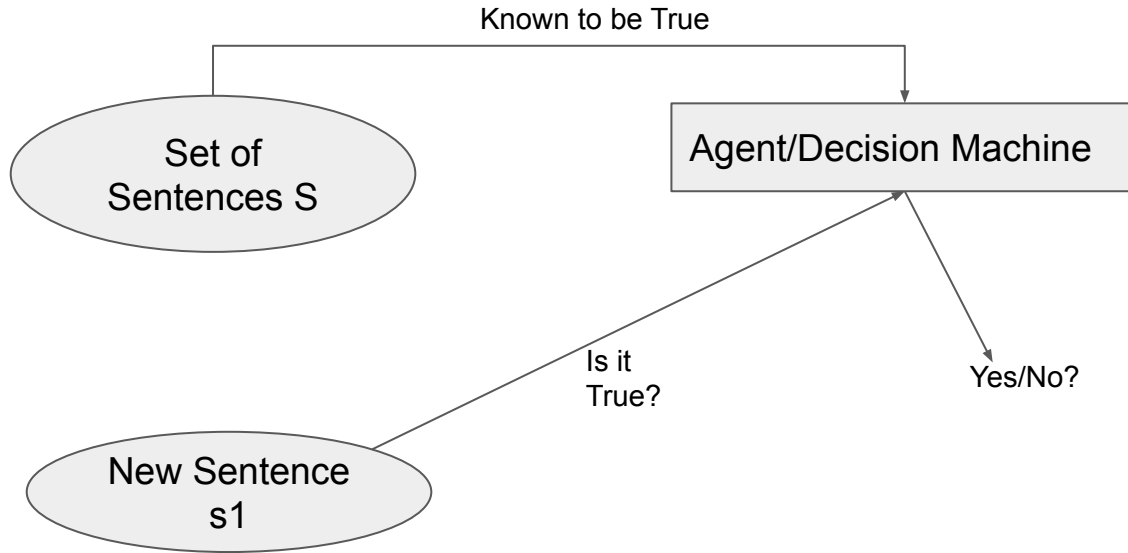 Known to be True
Set of
Sentences S
Agent/Decision Machine
Is it
True?
Yes/No?
New Sentence
s1